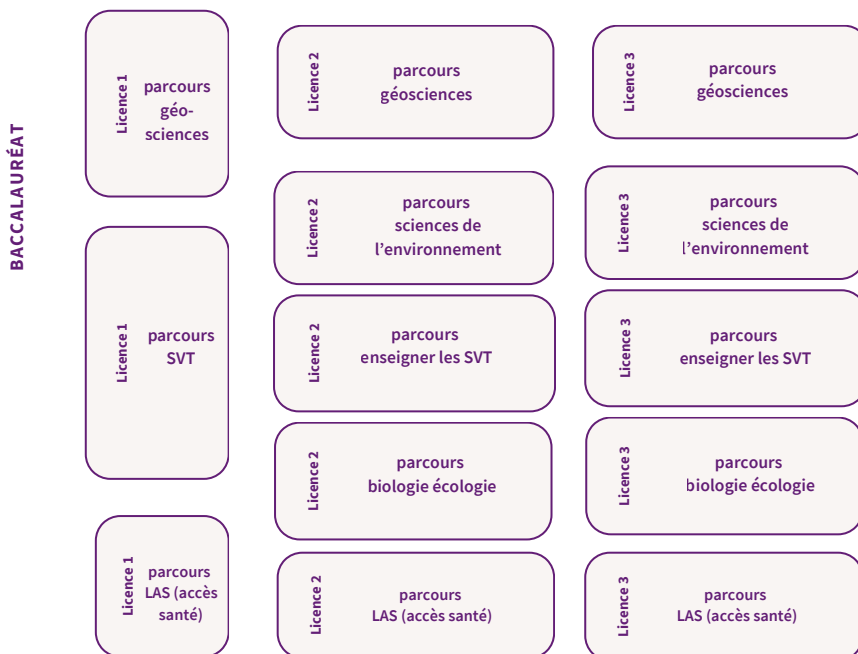 BACCALAURÉAT
Licence 1
parcours
géo-
sciences
Licence 2
parcours
géosciences
Licence 3
parcours
géosciences
Licence 1
parcours
SVT
Licence 2
parcours
sciences de
l'environnement
Licence 3
parcours
sciences de
l'environnement
Licence 2
parcours
enseigner les SVT
Licence 3
parcours
enseigner les SVT
Licence 2
parcours
biologie écologie
Licence 3
parcours
biologie écologie
Licence 1
parcours
LAS (accès
santé)
Licence 2
parcours
LAS (accès santé)
Licence 3
parcours
LAS (accès santé)